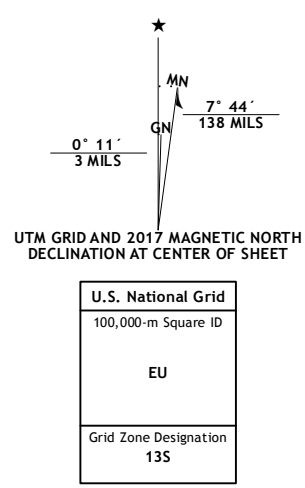 ★
MN
7° 44´
138 MILS
GN
0° 11´
3 MILS
UTM GRID AND 2017 MAGNETIC NORTH
DECLINATION AT CENTER OF SHEET
U.S. National Grid
100,000-m Square ID
EU
Grid Zone Designation
13S